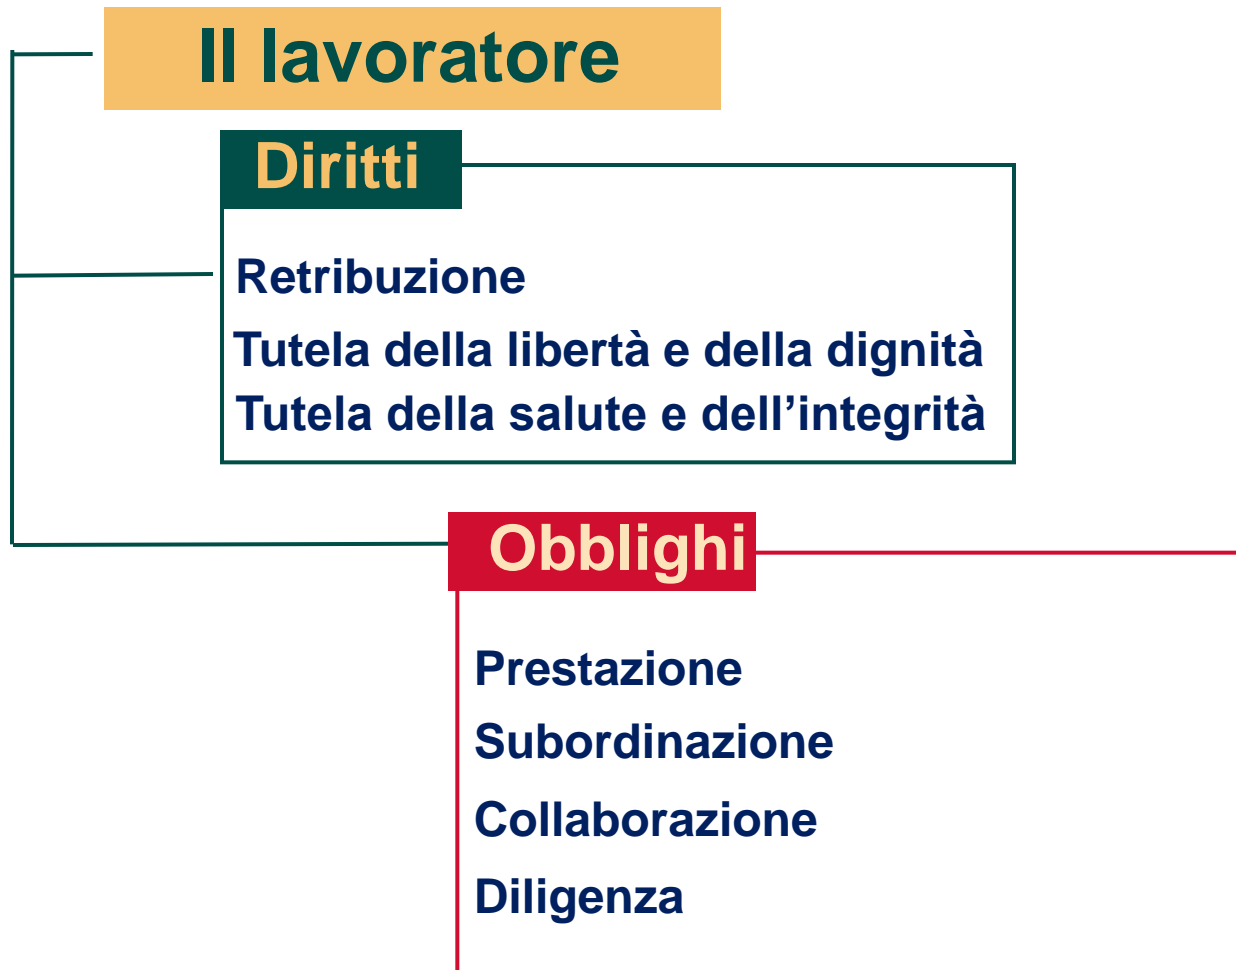 Il lavoratore
Diritti
Retribuzione
Tutela della libertà e della dignità
Tutela della salute e dell’integrità
Obblighi
Prestazione
Subordinazione
Collaborazione
Diligenza